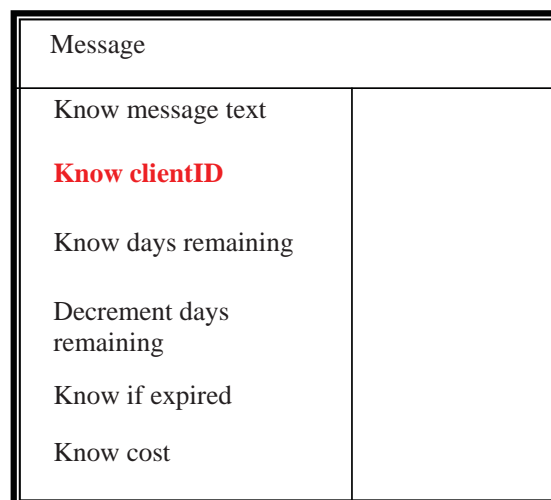 Message
Know message text
Know clientID
Know days remaining
Decrement days
remaining
Know if expired
Know cost